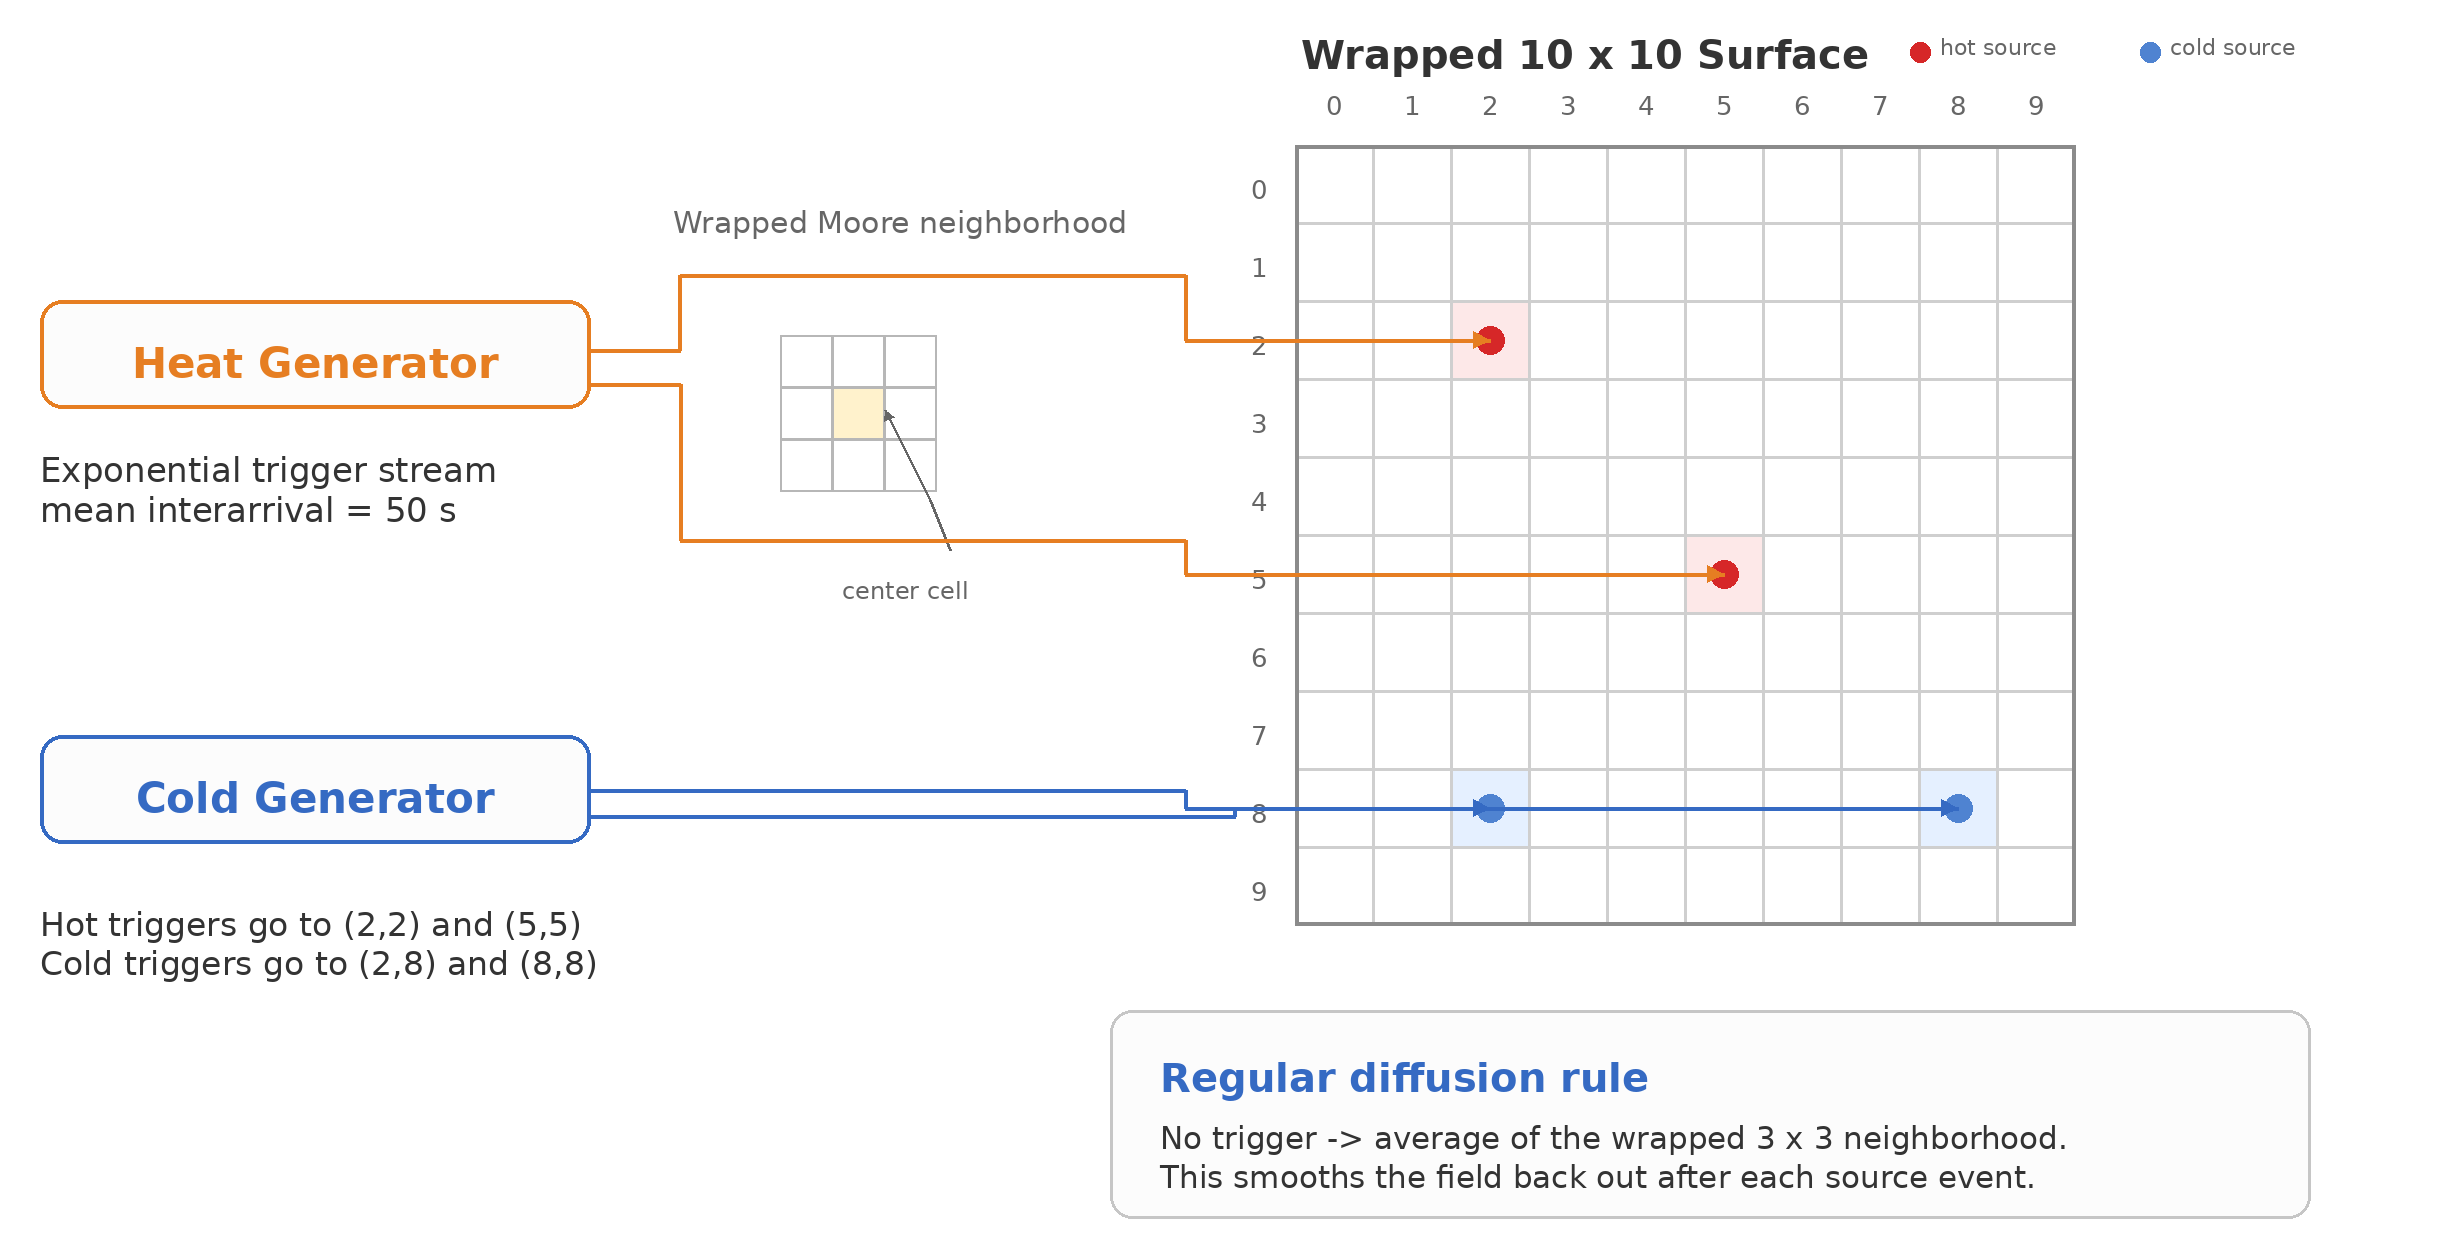 Wrapped 10 x 10 Surface
hot source
cold source
0 1 2 3 4 5 6 7 8 9
0
1
2
3
4
5
6
7
8
9
Wrapped Moore neighborhood
Heat Generator
Exponential trigger stream
mean interarrival = 50 s
center cell
Cold Generator
Hot triggers go to (2,2) and (5,5)
Cold triggers go to (2,8) and (8,8)
Regular diffusion rule
No trigger -> average of the wrapped 3 x 3 neighborhood.
This smooths the field back out after each source event.